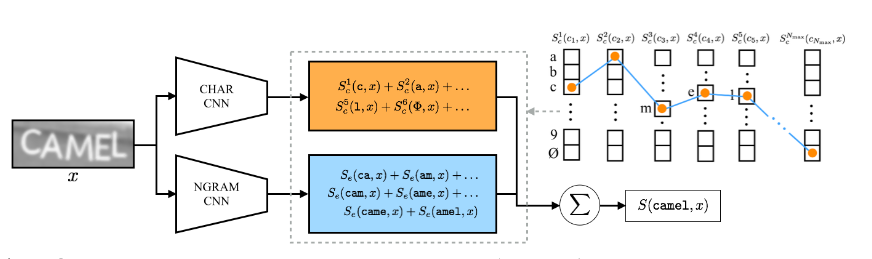 S_c^1(c_1, x) S_c^2(c_2, x) S_c^3(c_3, x) S_c^4(c_4, x) S_c^5(c_5, x) S_c^{N_max}(c_{N_max}, x)
a
b
c
e
l
m
9
Ø
CHAR
CNN
S_c^1(c, x) + S_c^2(a, x) + ...
S_c^5(l, x) + S_c^6(Φ, x) + ...
CAMEL
x
NGRAM
CNN
S_e(ca, x) + S_e(am, x) + ...
S_e(cam, x) + S_e(ame, x) + ...
S_e(came, x) + S_e(amel, x)
∑
S(camel, x)